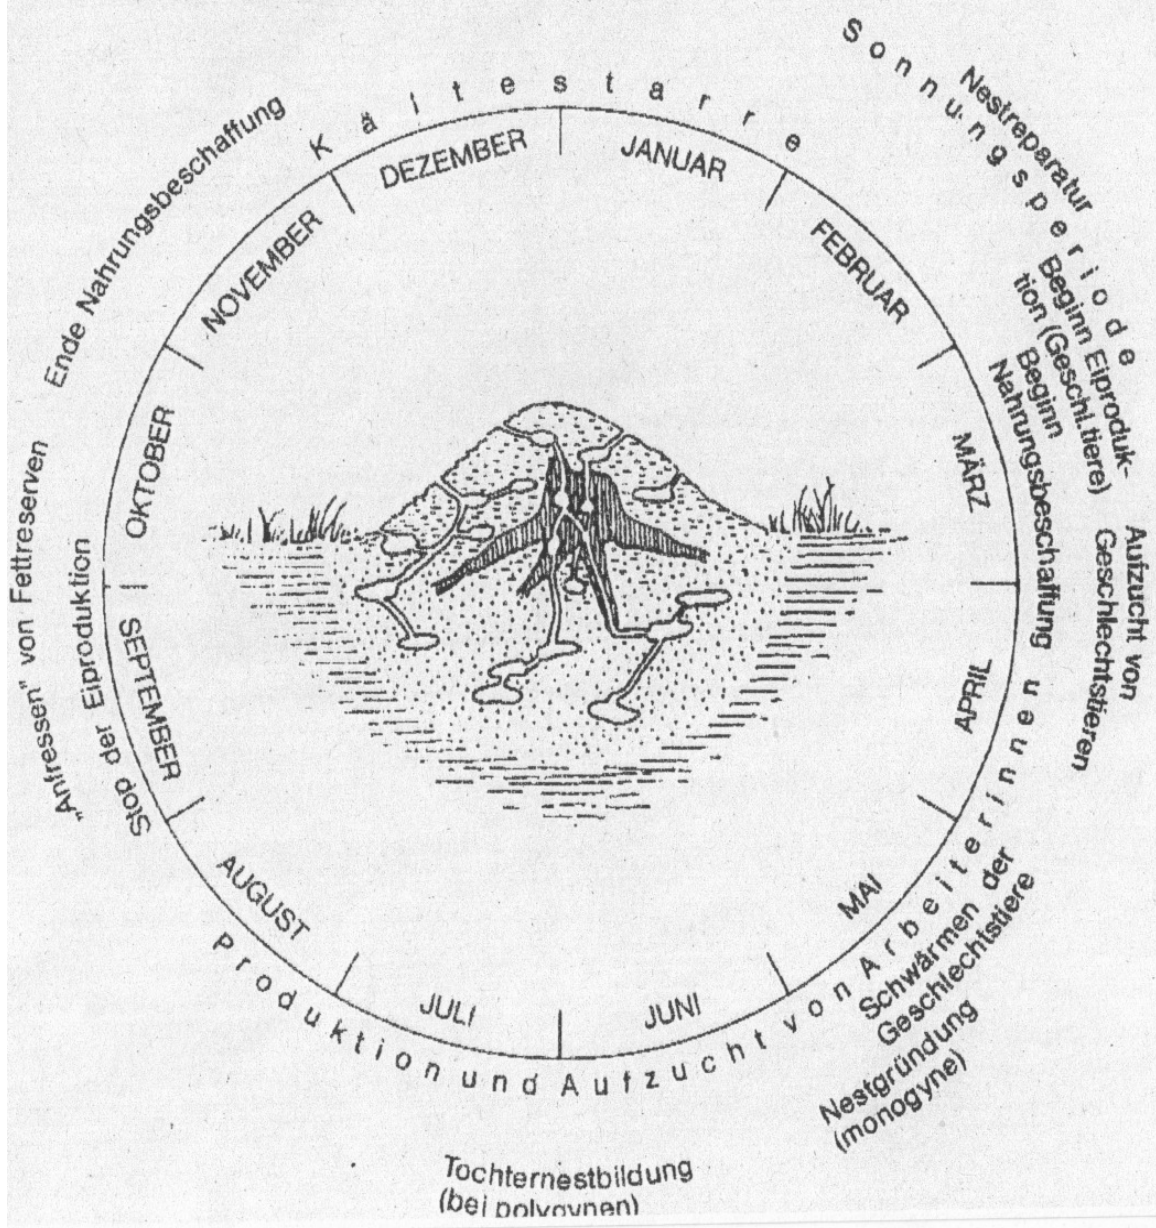 Kältestarre
Sonnungsperiode
Nestreparatur
Beginn Eiproduk-
tion (Geschl.tiere)
Beginn
Nahrungsbeschaffung
Aufzucht von
Geschlechtstieren
Schwärmen der
Geschlechtstiere
Nestgründung
(monogyne)
Produktion und Aufzucht von Arbeiterinnen
Tochternestbildung
(bei polygynen)
Stop der Eiproduktion
„Anfressen" von Fettreserven
Ende Nahrungsbeschaffung
JANUAR
FEBRUAR
MÄRZ
APRIL
MAI
JUNI
JULI
AUGUST
SEPTEMBER
OKTOBER
NOVEMBER
DEZEMBER